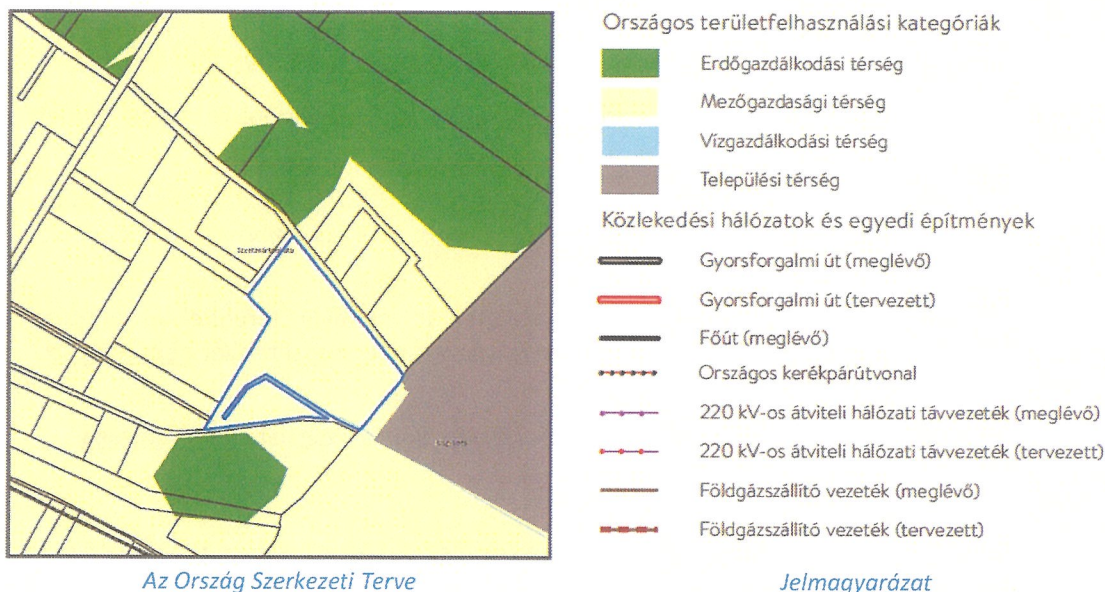 Országos területfelhasználási kategóriák
Erdőgazdálkodási térség
Mezőgazdasági térség
Vízgazdálkodási térség
Települési térség
Közlekedési hálózatok és egyedi építmények
Gyorsforgalmi út (meglévő)
Gyorsforgalmi út (tervezett)
Főút (meglévő)
Országos kerékpárútvonal
220 kV-os átviteli hálózati távvezeték (meglévő)
220 kV-os átviteli hálózati távvezeték (tervezett)
Földgázszállító vezeték (meglévő)
Földgázszállító vezeték (tervezett)
Az Ország Szerkezeti Terve
Jelmagyarázat